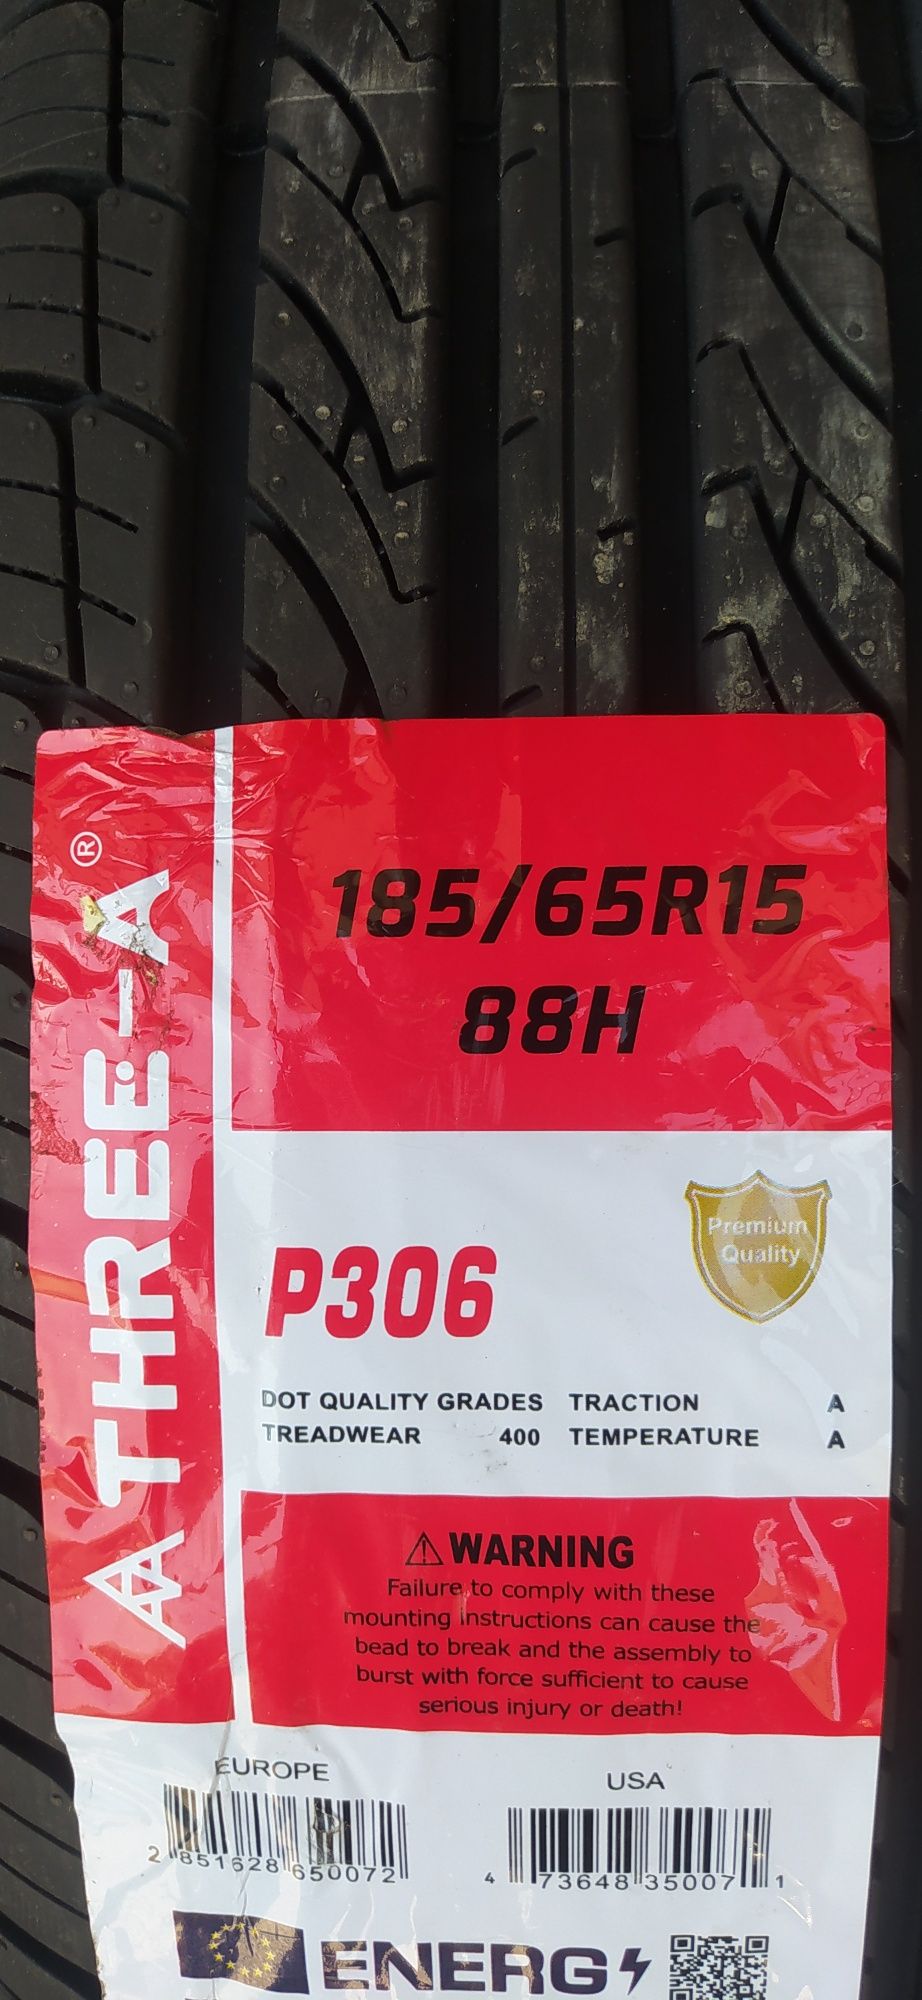 THREE-A®
185/65R15
88H
Premium
Quality
P306
DOT QUALITY GRADES TRACTION A
TREADWEAR 400 TEMPERATURE A
WARNING
Failure to comply with these
mounting instructions can cause the
bead to break and the assembly to
burst with force sufficient to cause
serious injury or death!
EUROPE
2 851628 650072
USA
4 73648 35007 1
ENERG